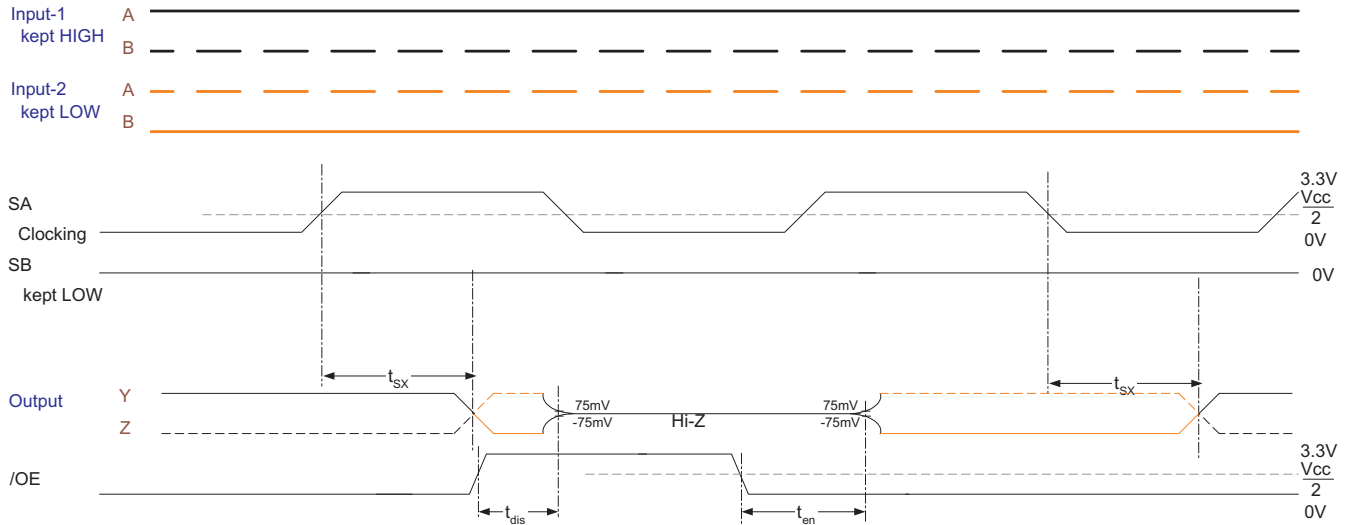 Input-1 A
kept HIGH
B
Input-2 A
kept LOW
B
3.3V
SA
Vcc
2
Clocking
0V
SB
0V
kept LOW
tSX
tSX
Output Y
75mV
75mV
Z
-75mV
Hi-Z
-75mV
3.3V
/OE
Vcc
2
0V
tdis
ten